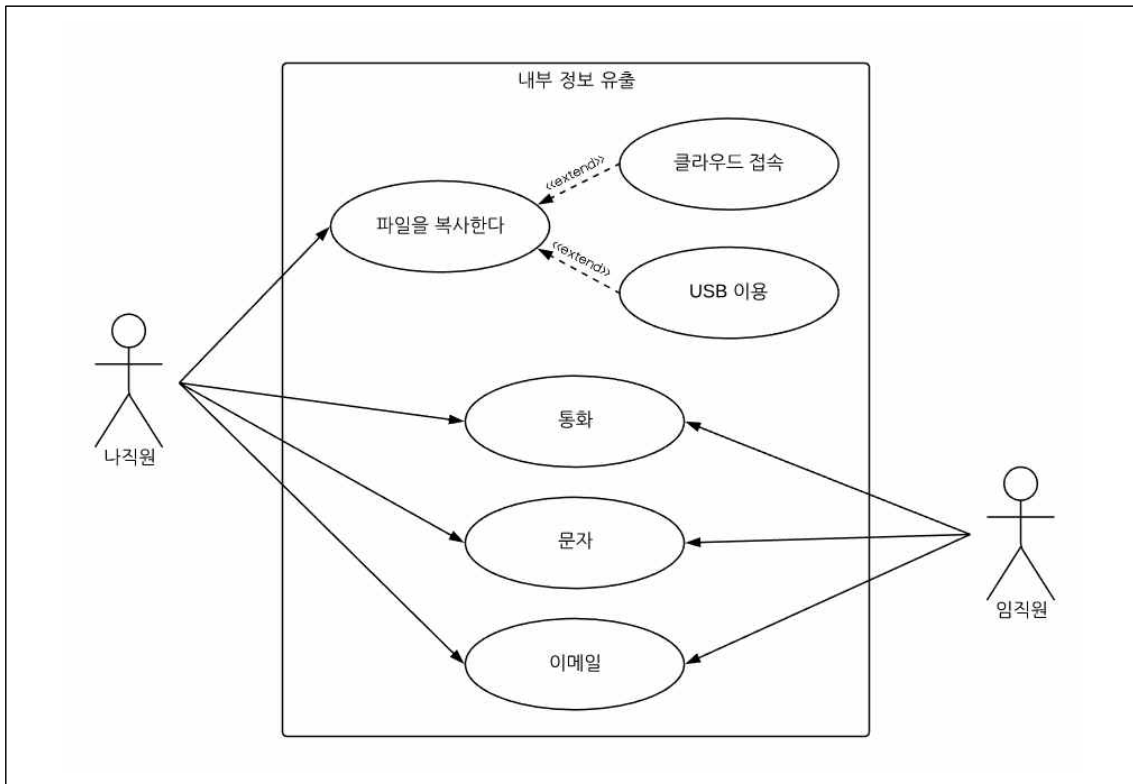 내부 정보 유출
클라우드 접속
<<extend>>
파일을 복사한다
<<extend>>
USB 이용
통화
나직원
문자
임직원
이메일